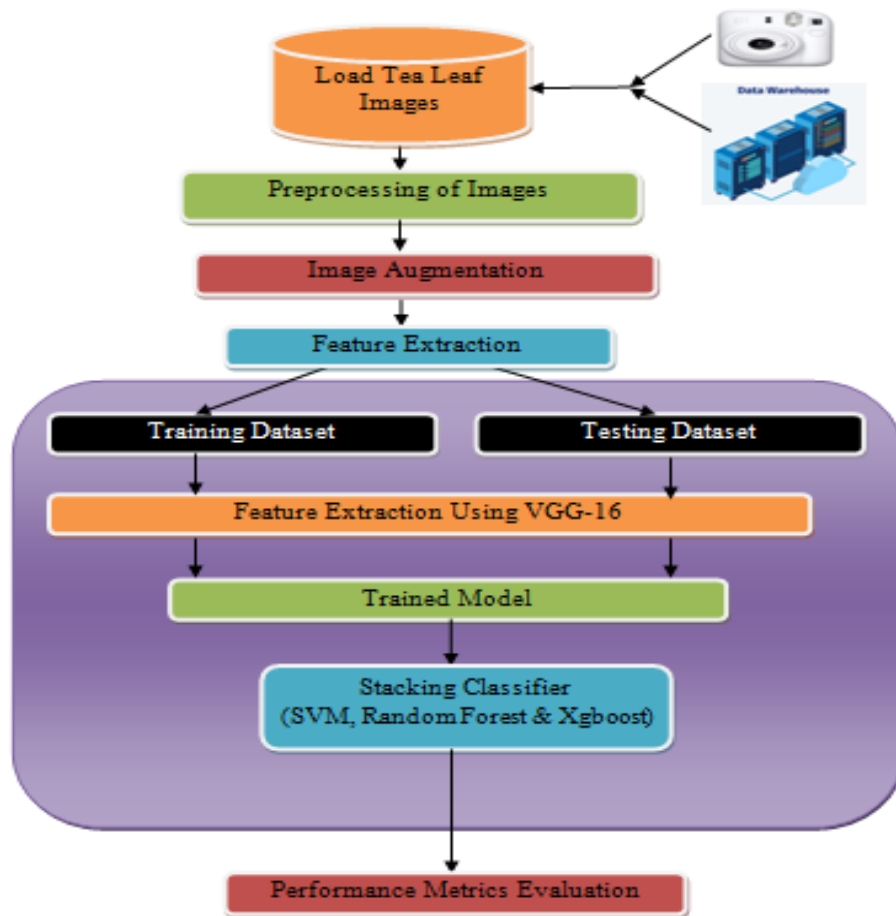 Load Tea Leaf
Images
Data Warehouse
Preprocessing of Images
Image Augmentation
Feature Extraction
Training Dataset
Testing Dataset
Feature Extraction Using VGG-16
Trained Model
Stacking Classifier
(SVM, Random Forest & Xgboost)
Performance Metrics Evaluation